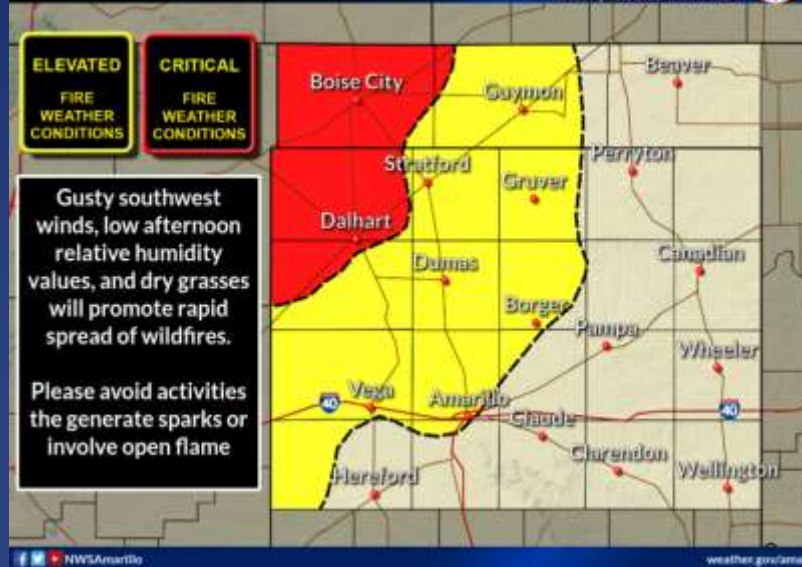 ELEVATED
FIRE
WEATHER
CONDITIONS
CRITICAL
FIRE
WEATHER
CONDITIONS
Gusty southwest
winds, low afternoon
relative humidity
values, and dry grasses
will promote rapid
spread of wildfires.
Please avoid activities
the generate sparks or
involve open flame
Boise City
Guymon
Beaver
Stratford
Gruver
Perryton
Dalhart
Dumas
Canadian
Borger
Pampa
Wheeler
40
Vega
Amarillo
40
Claude
Clarendon
Hereford
Wellington
NWSAmarillo
weather.gov/ama